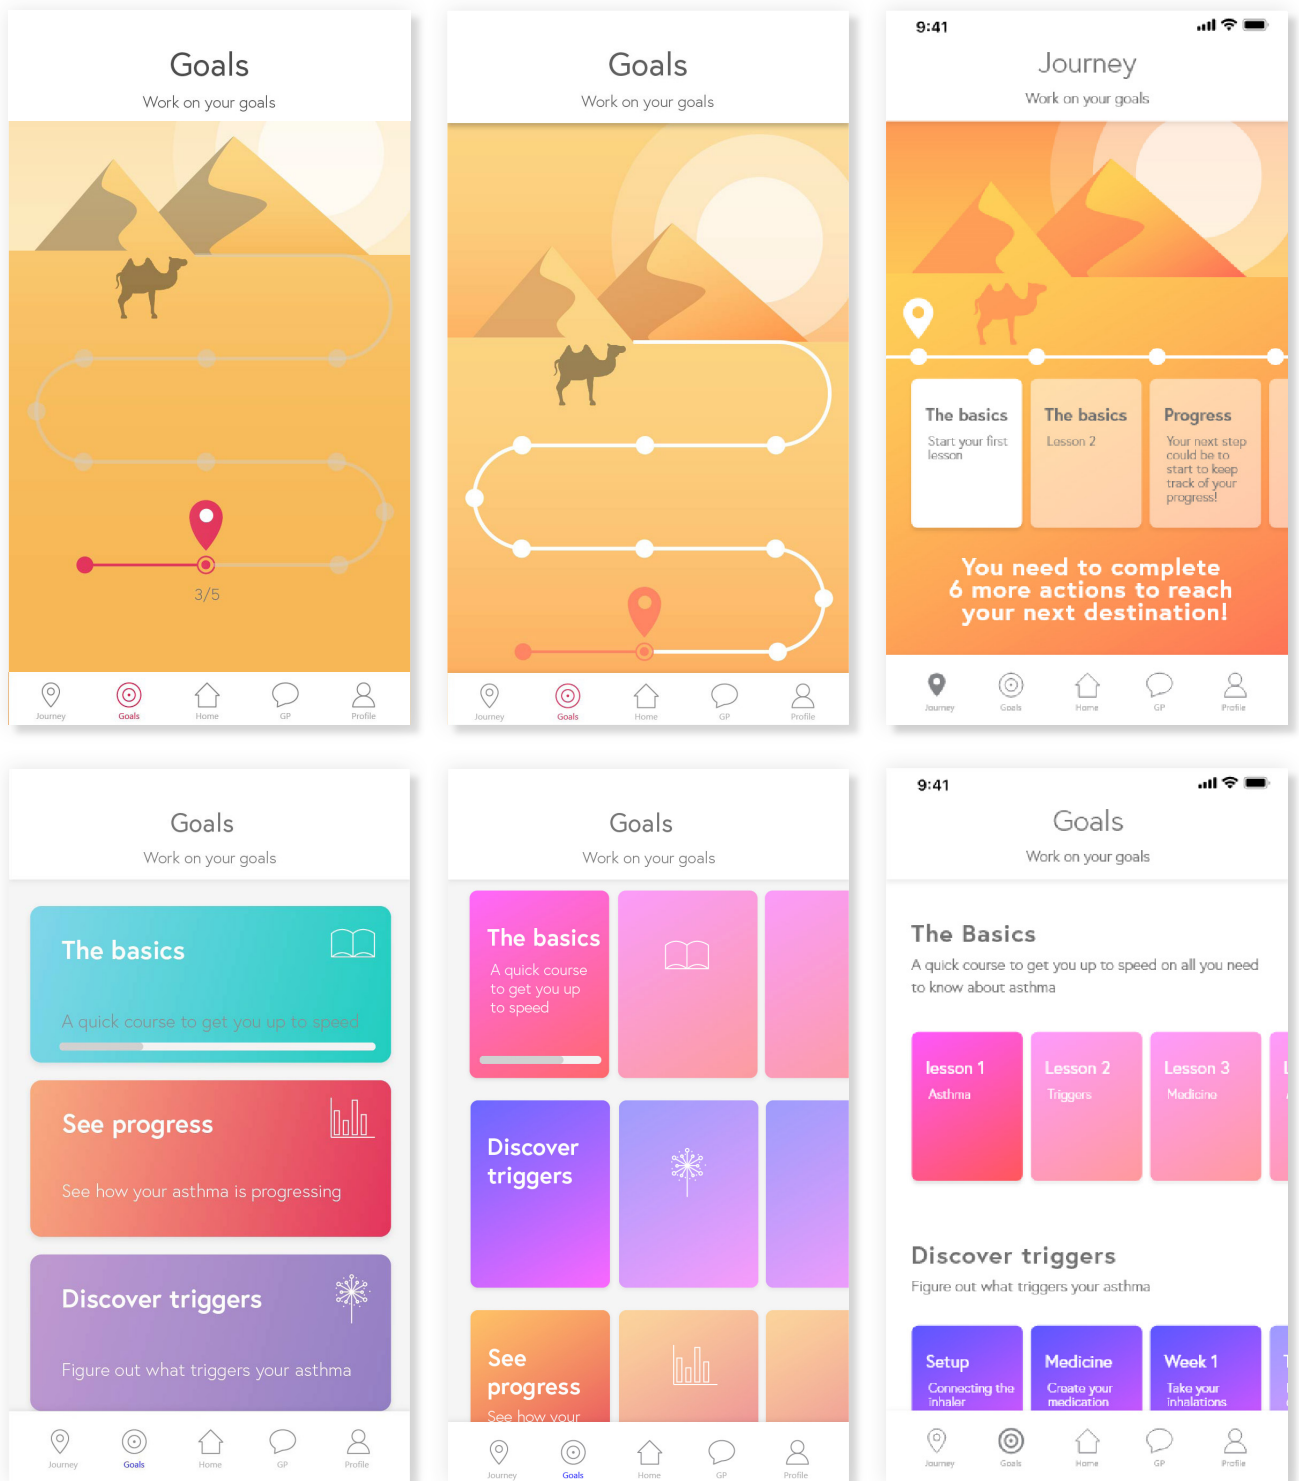 Goals
Work on your goals
3/5
Journey
Goals
Home
GP
Profile
Goals
Work on your goals
Journey
Goals
Home
GP
Profile
9:41
Journey
Work on your goals
The basics
Start your first
lesson
The basics
Lesson 2
Progress
Your next step
could be to
start to keep
track of your
progress!
You need to complete
6 more actions to reach
your next destination!
Journey
Goals
Home
GP
Profile
Goals
Work on your goals
The basics
A quick course to get you up to speed
See progress
See how your asthma is progressing
Discover triggers
Figure out what triggers your asthma
Journey
Goals
Home
GP
Profile
Goals
Work on your goals
The basics
A quick course
to get you up
to speed
Discover
triggers
See
progress
See how your
Journey
Goals
Home
GP
Profile
9:41
Goals
Work on your goals
The Basics
A quick course to get you up to speed on all you need
to know about asthma
lesson 1
Asthma
Lesson 2
Triggers
Lesson 3
Medicine
Discover triggers
Figure out what triggers your asthma
Setup
Connecting the
inhaler
Medicine
Create your
medication
Week 1
Take your
inhalations
Journey
Goals
Home
GP
Profile